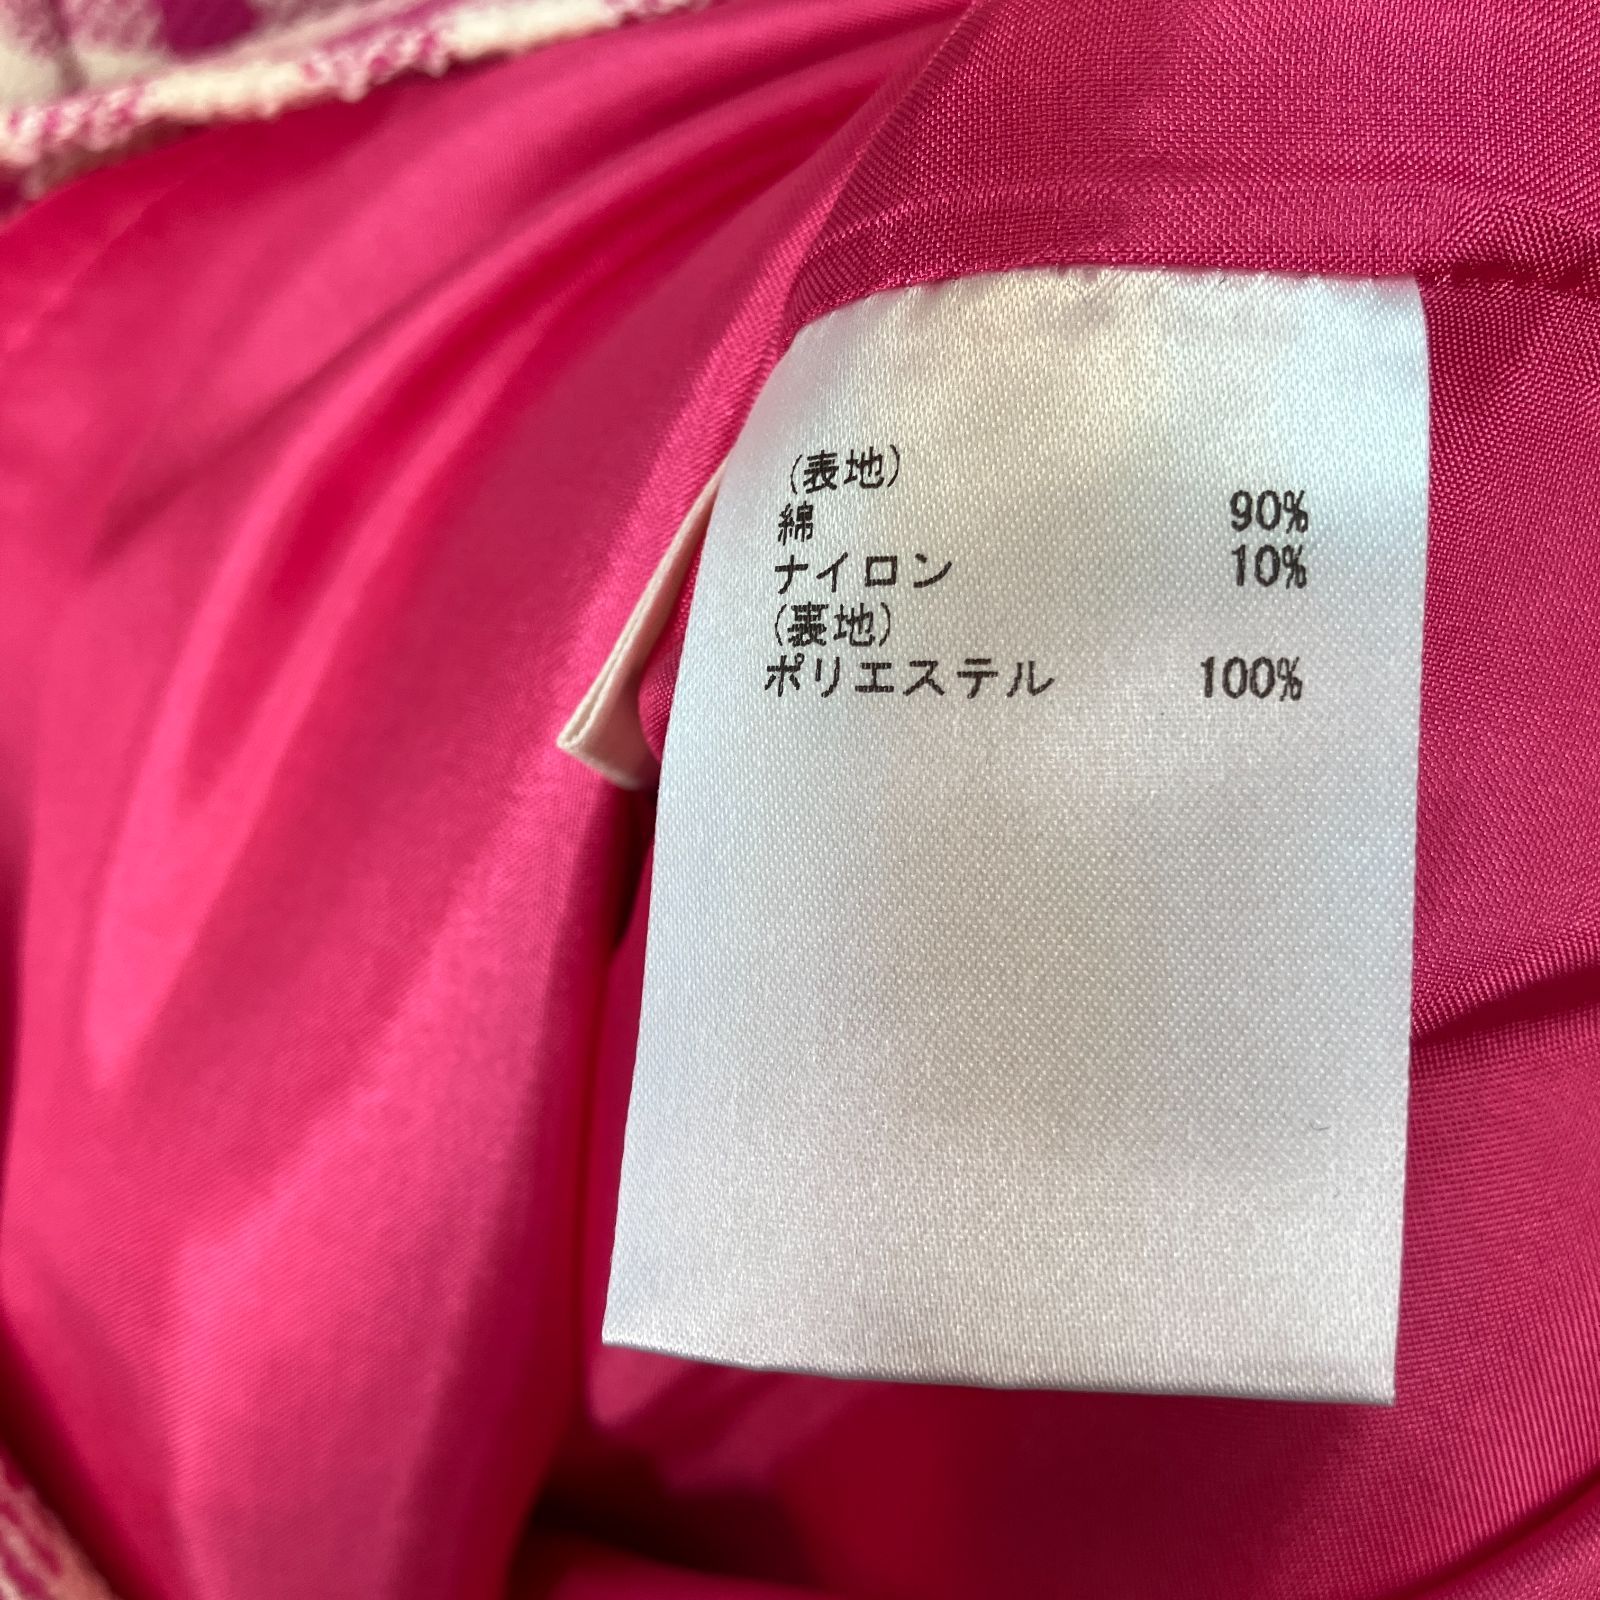 (表地)
綿 90%
ナイロン 10%
(裏地)
ポリエステル 100%